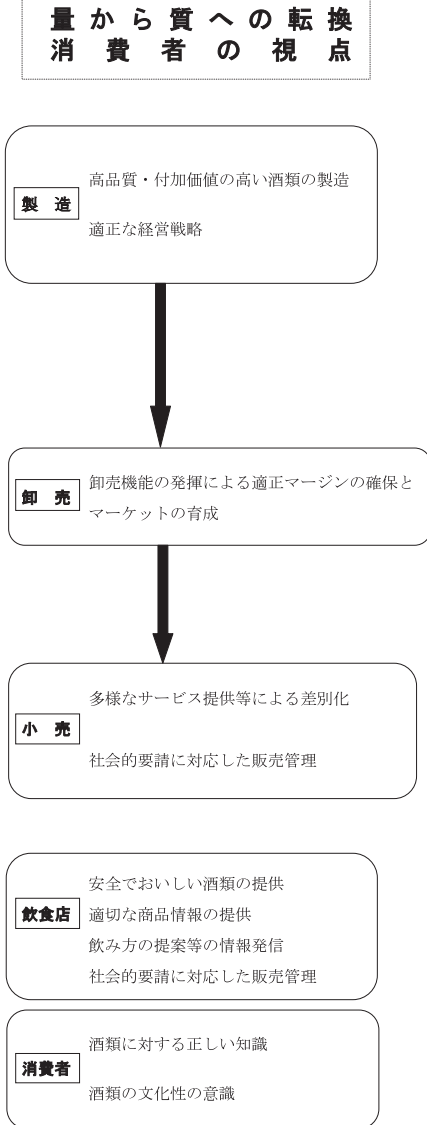 量から質への転換
消費者の視点
製造
高品質・付加価値の高い酒類の製造
適正な経営戦略
卸売
卸売機能の発揮による適正マージンの確保と
マーケットの育成
小売
多様なサービス提供等による差別化
社会的要請に対応した販売管理
飲食店
安全でおいしい酒類の提供
適切な商品情報の提供
飲み方の提案等の情報発信
社会的要請に対応した販売管理
消費者
酒類に対する正しい知識
酒類の文化性の意識